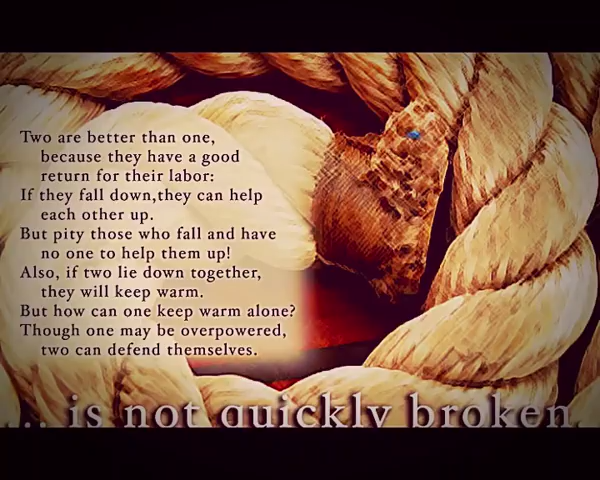 Two are better than one,
because they have a good
return for their labor:
If they fall down,they can help
each other up.
But pity those who fall and have
no one to help them up!
Also, if two lie down together,
they will keep warm.
But how can one keep warm alone?
Though one may be overpowered,
two can defend themselves.
... is not quickly broken.